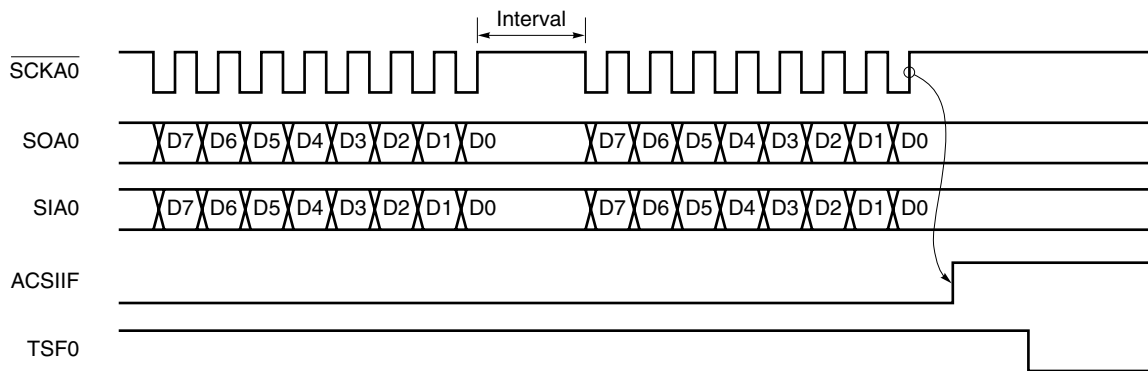 Interval
SCKA0
SOA0 D7 D6 D5 D4 D3 D2 D1 D0 D7 D6 D5 D4 D3 D2 D1 D0
SIA0 D7 D6 D5 D4 D3 D2 D1 D0 D7 D6 D5 D4 D3 D2 D1 D0
ACSIIF
TSF0